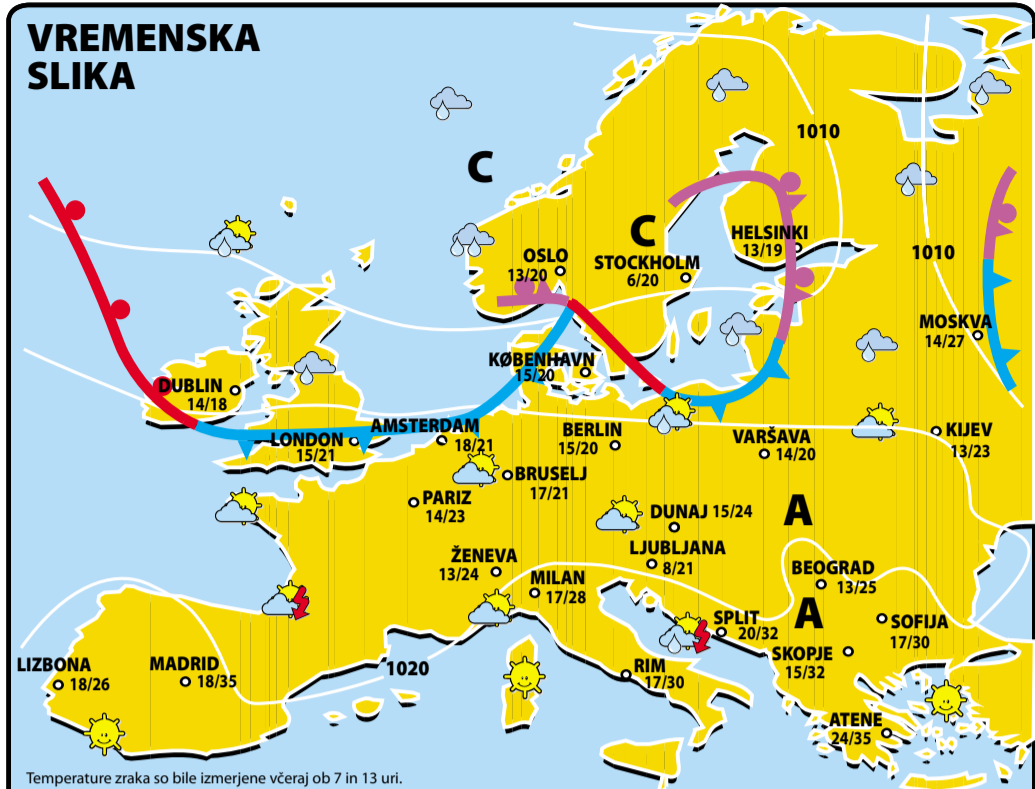 VREMENSKA
SLIKA
1010
C
C
HELSINKI
13/19
OSLO
13/20
STOCKHOLM
6/20
1010
MOSKVA
14/27
KØBENHAVN
15/20
DUBLIN
14/18
AMSTERDAM
18/21
LONDON
15/21
BERLIN
15/20
VARŠAVA
14/20
KIJEV
13/23
BRUSELJ
17/21
PARIZ
14/23
DUNAJ 15/24
A
LJUBLJANA
8/21
ŽENEVA
13/24
MILAN
17/28
BEOGRAD
13/25
A
SPLIT
20/32
SOFIJA
17/30
SKOPJE
15/32
LIZBONA
18/26
MADRID
18/35
1020
RIM
17/30
ATENE
24/35
Temperature zraka so bile izmerjene včeraj ob 7 in 13 uri.